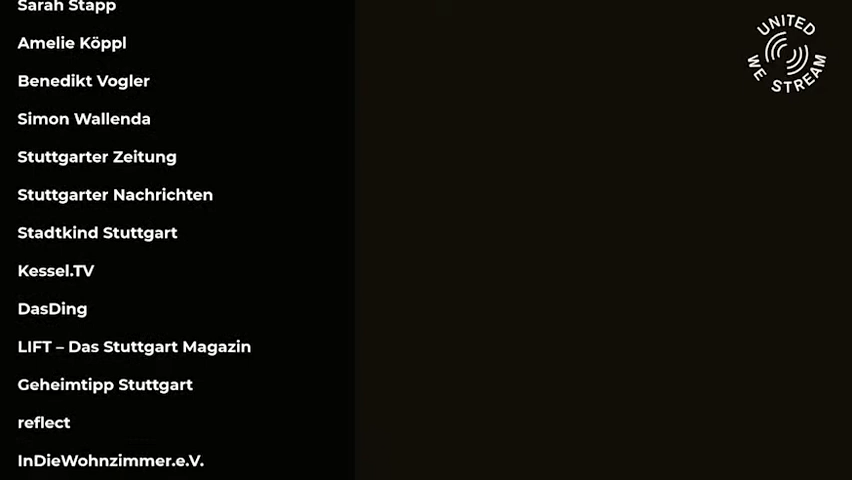 Sarah Stapp
Amelie Köppl
Benedikt Vogler
Simon Wallenda
Stuttgarter Zeitung
Stuttgarter Nachrichten
Stadtkind Stuttgart
Kessel.TV
DasDing
LIFT – Das Stuttgart Magazin
Geheimtipp Stuttgart
reflect
InDieWohnzimmer.e.V.
UNITED
WE STREAM